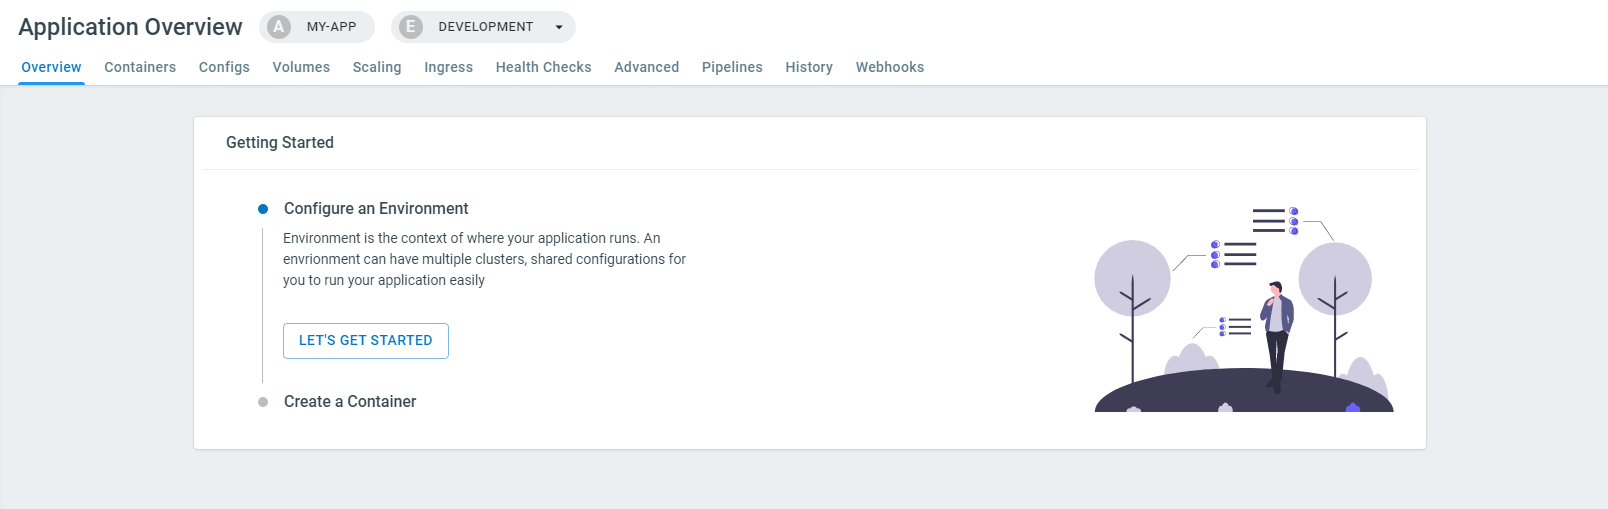 Application Overview A MY-APP E DEVELOPMENT
Overview Containers Configs Volumes Scaling Ingress Health Checks Advanced Pipelines History Webhooks
Getting Started
Configure an Environment
Environment is the context of where your application runs. An
envrionment can have multiple clusters, shared configurations for
you to run your application easily
LET'S GET STARTED
Create a Container